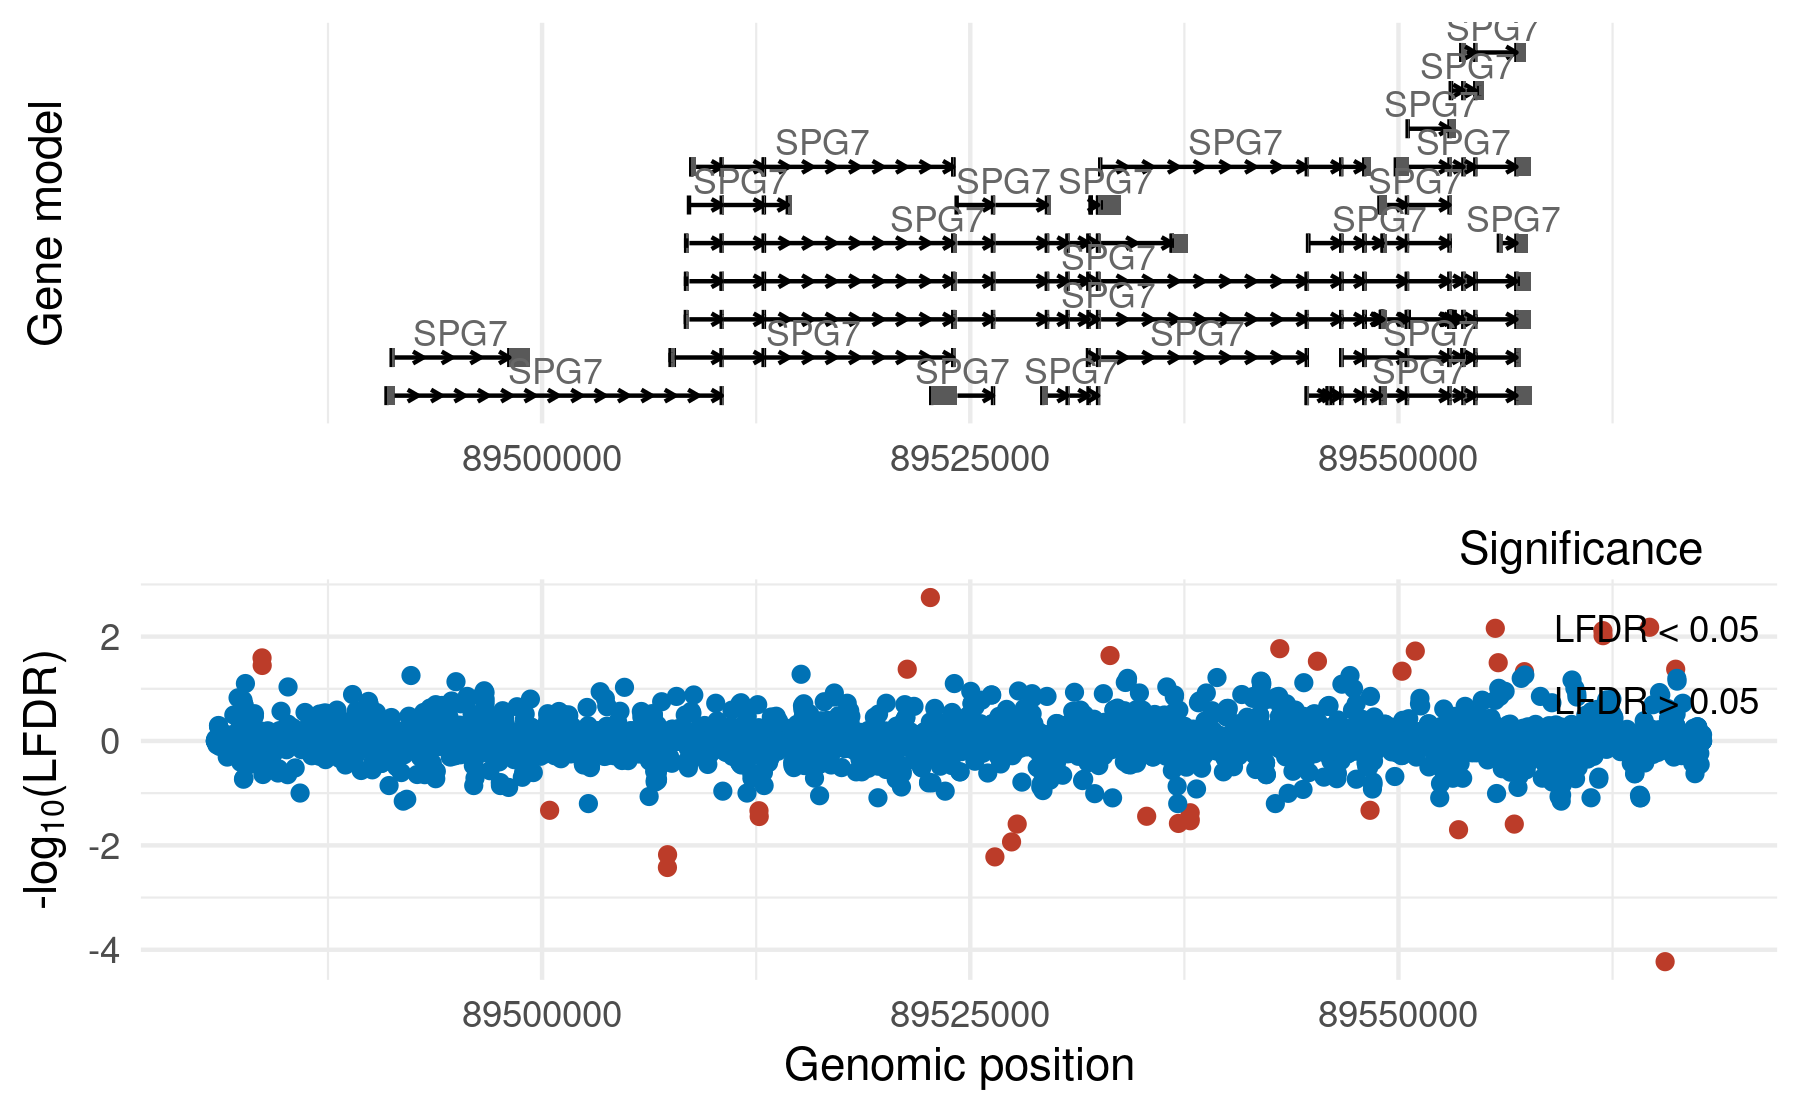 Gene model
SPG7
SPG7
SPG7
SPG7 SPG7 SPG7
SPG7 SPG7 SPG7 SPG7
SPG7 SPG7 SPG7
SPG7
SPG7
SPG7 SPG7 SPG7 SPG7
SPG7 SPG7 SPG7 SPG7
89500000 89525000 89550000
Significance
LFDR < 0.05
LFDR > 0.05
-log10(LFDR)
2
0
-2
-4
89500000 89525000 89550000
Genomic position